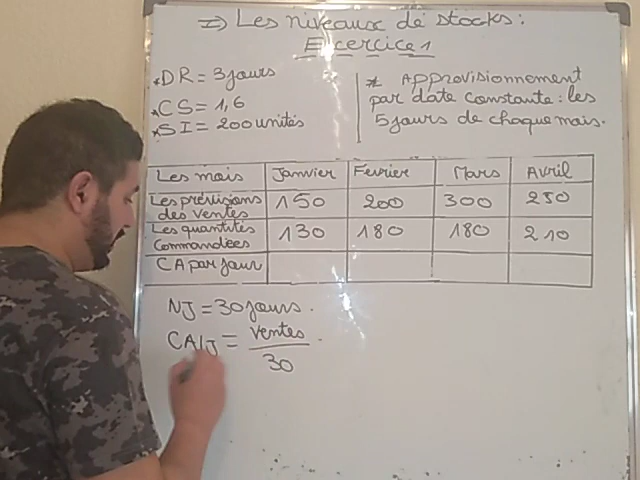 I) Les niveaux de stocks:
Exercice 1
*DR = 3 jours
*CS = 1,6
*SI = 200 unités
* Approvisionnement
par date constante: les
5 jours de chaque mois.
Les mois Janvier Fevrier Mars Avril
Les prévisions des ventes 150 200 300 250
Les quantités commandées 130 180 180 210
CA par jour
NJ = 30 jours.
CA/J = ventes
30